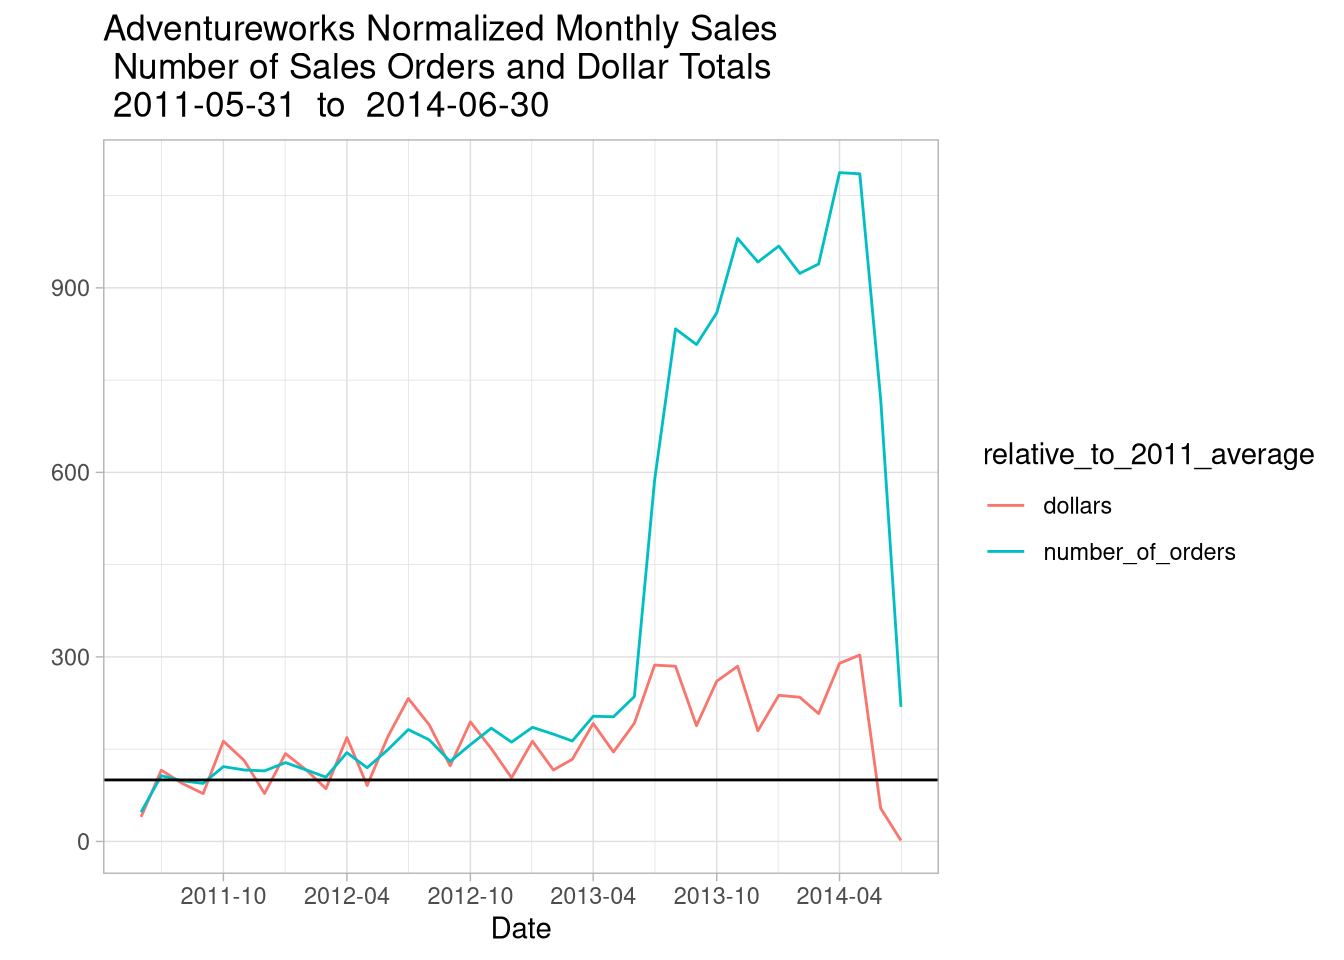 Adventureworks Normalized Monthly Sales
Number of Sales Orders and Dollar Totals
2011-05-31 to 2014-06-30
900
600
300
0
2011-10 2012-04 2012-10 2013-04 2013-10 2014-04
Date
relative_to_2011_average
dollars
number_of_orders